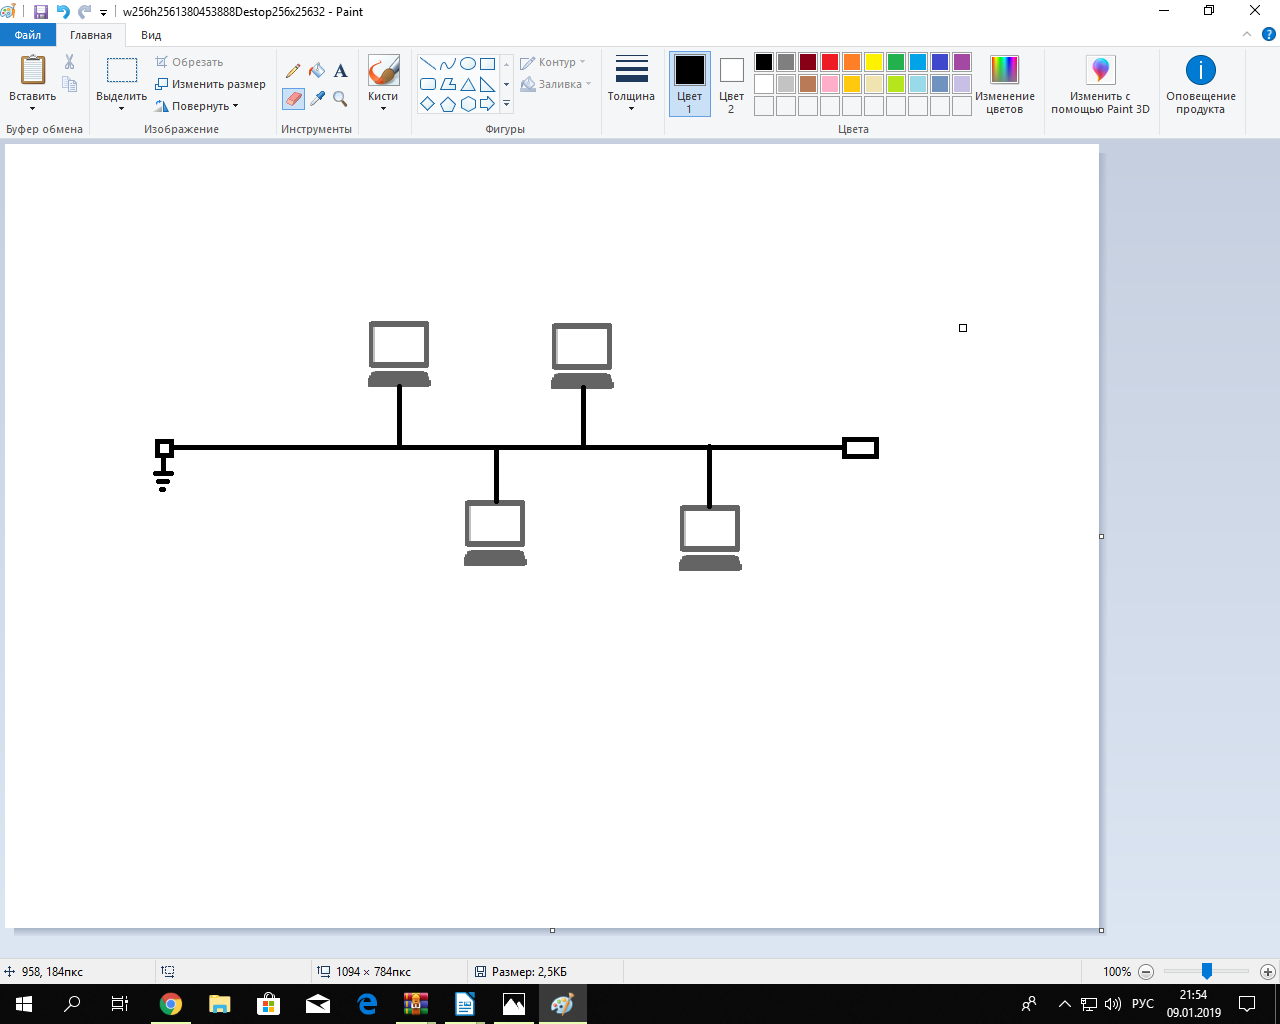 w256h2561380453888Destop256x25632 - Paint
Файл
Главная
Вид
Вставить
Выделить
Обрезать
Изменить размер
Повернуть
A
Кисти
Контур
Заливка
Толщина
Цвет
1
Цвет
2
Изменение
цветов
Изменить с
помощью Paint 3D
Оповещение
продукта
Буфер обмена
Изображение
Инструменты
Фигуры
Цвета
958, 184пкс
1094 × 784пкс
Размер: 2,5КБ
100%
РУС
21:54
09.01.2019